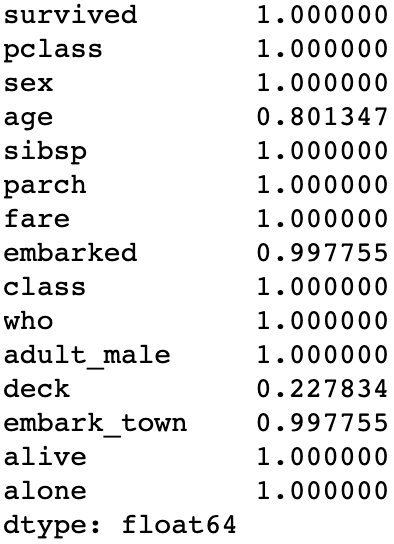 survived 1.000000
pclass 1.000000
sex 1.000000
age 0.801347
sibsp 1.000000
parch 1.000000
fare 1.000000
embarked 0.997755
class 1.000000
who 1.000000
adult_male 1.000000
deck 0.227834
embark_town 0.997755
alive 1.000000
alone 1.000000
dtype: float64